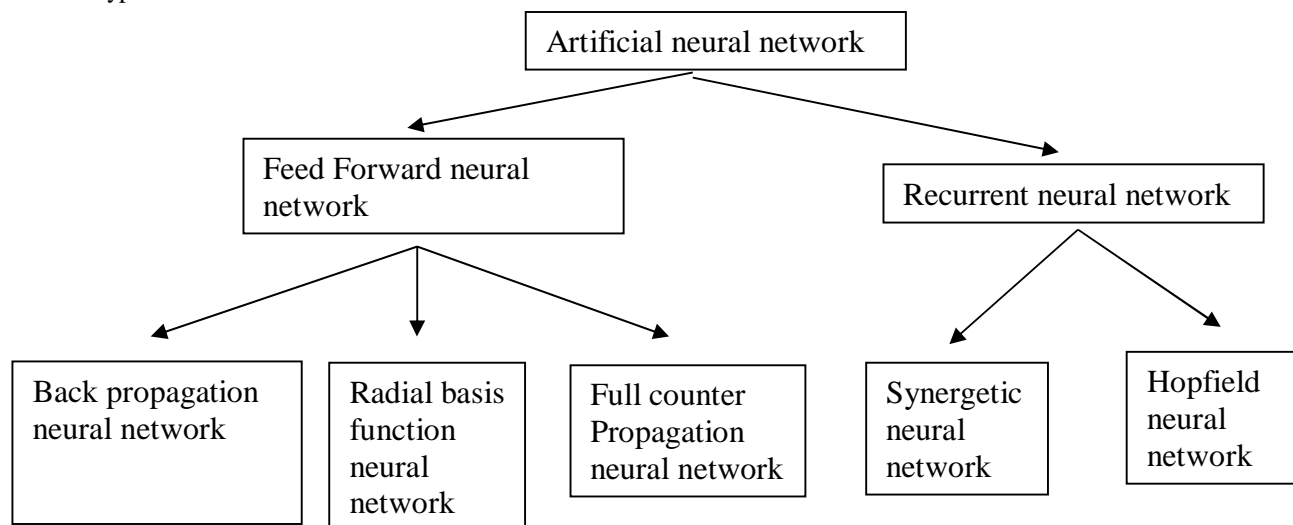 Artificial neural network
Feed Forward neural
network
Recurrent neural network
Back propagation
neural network
Radial basis
function
neural
network
Full counter
Propagation
neural network
Synergetic
neural
network
Hopfield
neural
network